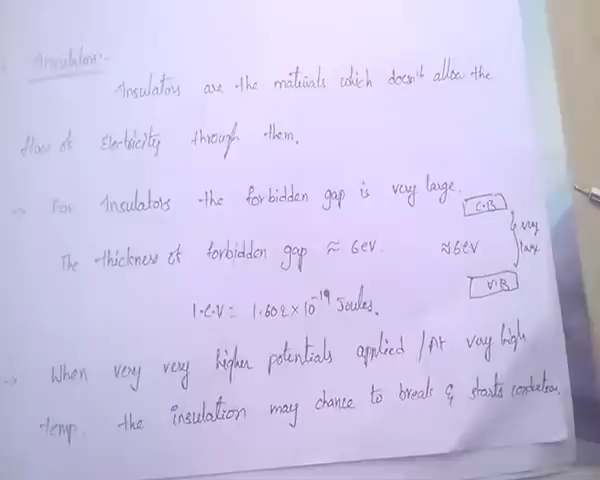 Insulators:-
Insulators are the materials which doesn't allow the
flow of Electricity through them.
-> For Insulators the forbidden gap is very large.
C.B
very
large
The thickness of forbidden gap ≈ 6ev. ≈6eV
V.B
1.e.V = 1.602×10⁻¹⁹ Joules.
-> When very very higher potentials applied / At very high
temp. the insulation may chance to break & starts conduction.